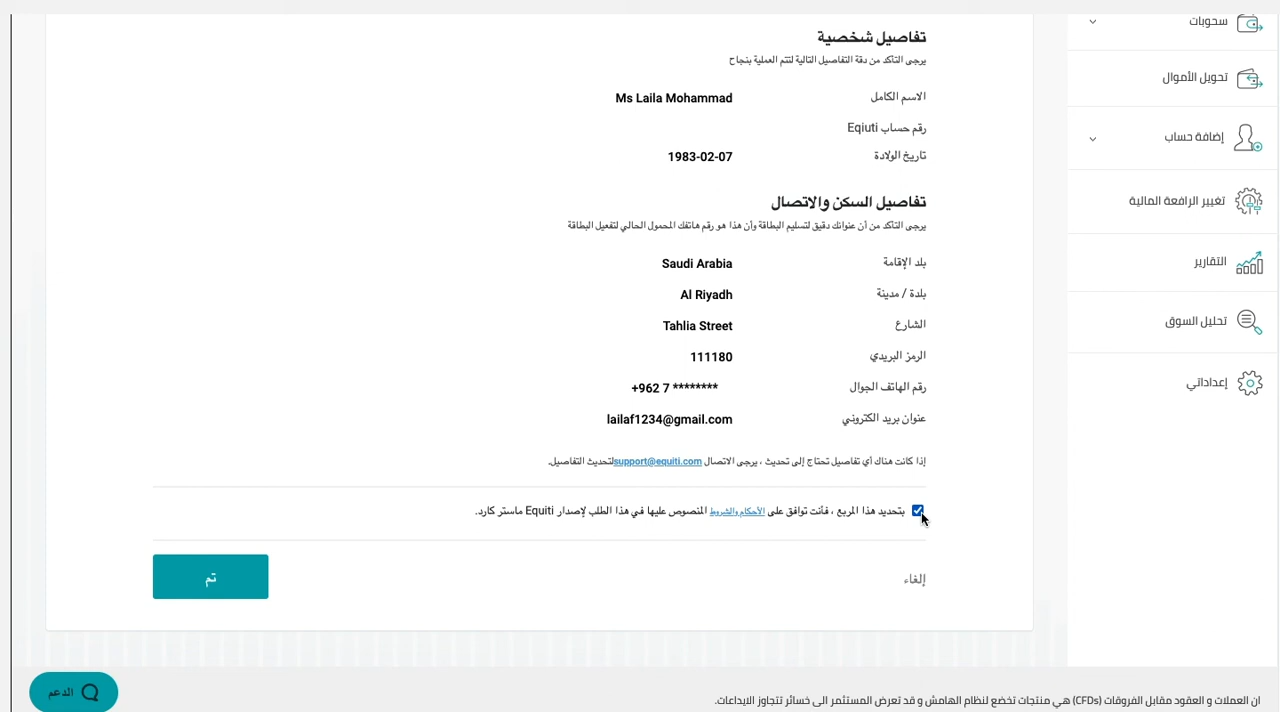 سحوبات
تحويل الأموال
إضافة حساب
تغيير الرافعة المالية
التقارير
تحليل السوق
إعداداتي
تفاصيل شخصية
يرجى التأكد من دقة التفاصيل التالية لتتم العملية بنجاح
الاسم الكامل Ms Laila Mohammad
رقم حساب Eqiuti
تاريخ الولادة 1983-02-07
تفاصيل السكن والاتصال
يرجى التأكد من أن عنوانك دقيق لتسليم البطاقة وأن هذا هو رقم هاتفك المحمول الحالي لتفعيل البطاقة
بلد الإقامة Saudi Arabia
بلدة / مدينة Al Riyadh
الشارع Tahlia Street
الرمز البريدي 111180
رقم الهاتف الجوال +962 7 ********
عنوان بريد الكتروني lailaf1234@gmail.com
إذا كانت هناك أي تفاصيل تحتاج إلى تحديث ، يرجى الاتصال support@equiti.comلتحديث التفاصيل.
بتحديد هذا المربع ، فأنت توافق على الأحكام والشروط المنصوص عليها في هذا الطلب لإصدار Equiti ماستر كارد.
إلغاء
تم
الدعم
ان العملات و العقود مقابل الفروقات (CFDs) هي منتجات تخضع لنظام الهامش و قد تعرض المستثمر الى خسائر تتجاوز الايداعات.